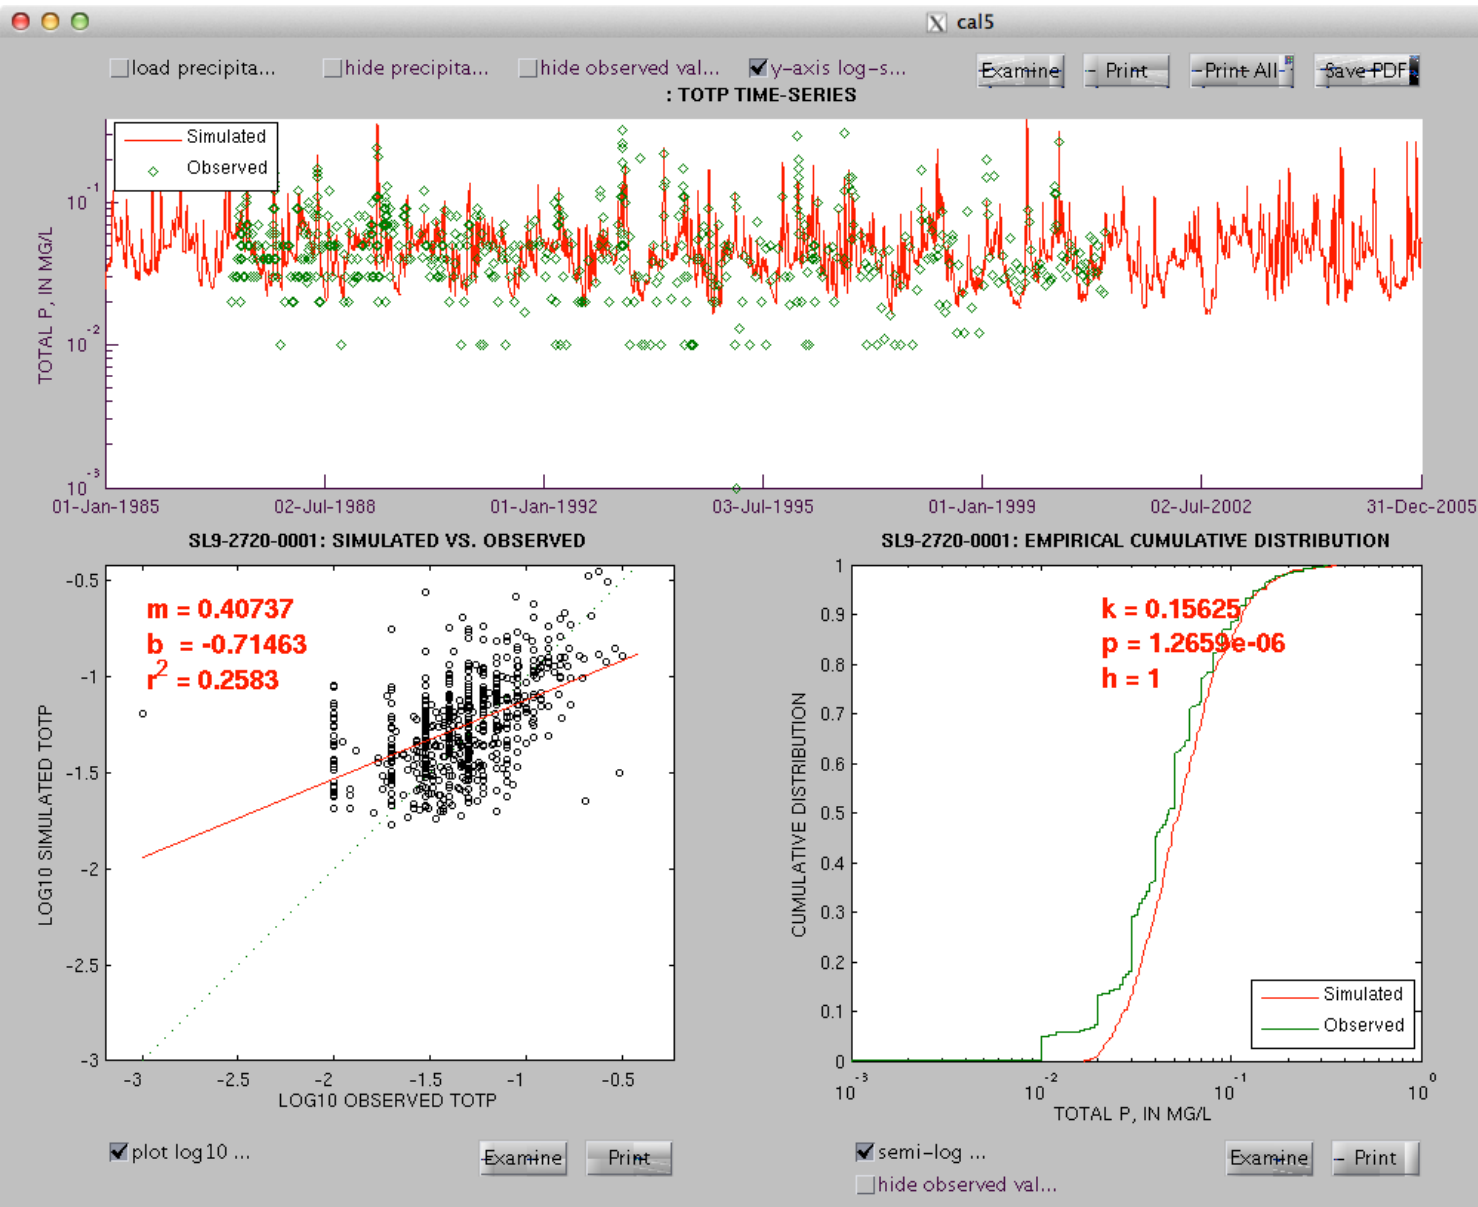 cal5
load precipita... hide precipita... hide observed val... y-axis log-s... Examine Print Print All Save PDF
: TOTP TIME-SERIES
Simulated
Observed
TOTAL P, IN MG/L
10^-1
10^-2
10^-3
01-Jan-1985 02-Jul-1988 01-Jan-1992 03-Jul-1995 01-Jan-1999 02-Jul-2002 31-Dec-2005
SL9-2720-0001: SIMULATED VS. OBSERVED
m = 0.40737
b = -0.71463
r^2 = 0.2583
LOG10 SIMULATED TOTP
-0.5
-1
-1.5
-2
-2.5
-3
-3 -2.5 -2 -1.5 -1 -0.5
LOG10 OBSERVED TOTP
plot log10 ... Examine Print
SL9-2720-0001: EMPIRICAL CUMULATIVE DISTRIBUTION
k = 0.15625
p = 1.2659e-06
h = 1
CUMULATIVE DISTRIBUTION
1
0.9
0.8
0.7
0.6
0.5
0.4
0.3
0.2
0.1
0
Simulated
Observed
10^-3 10^-2 10^-1 10^0
TOTAL P, IN MG/L
semi-log ... Examine Print
hide observed val...